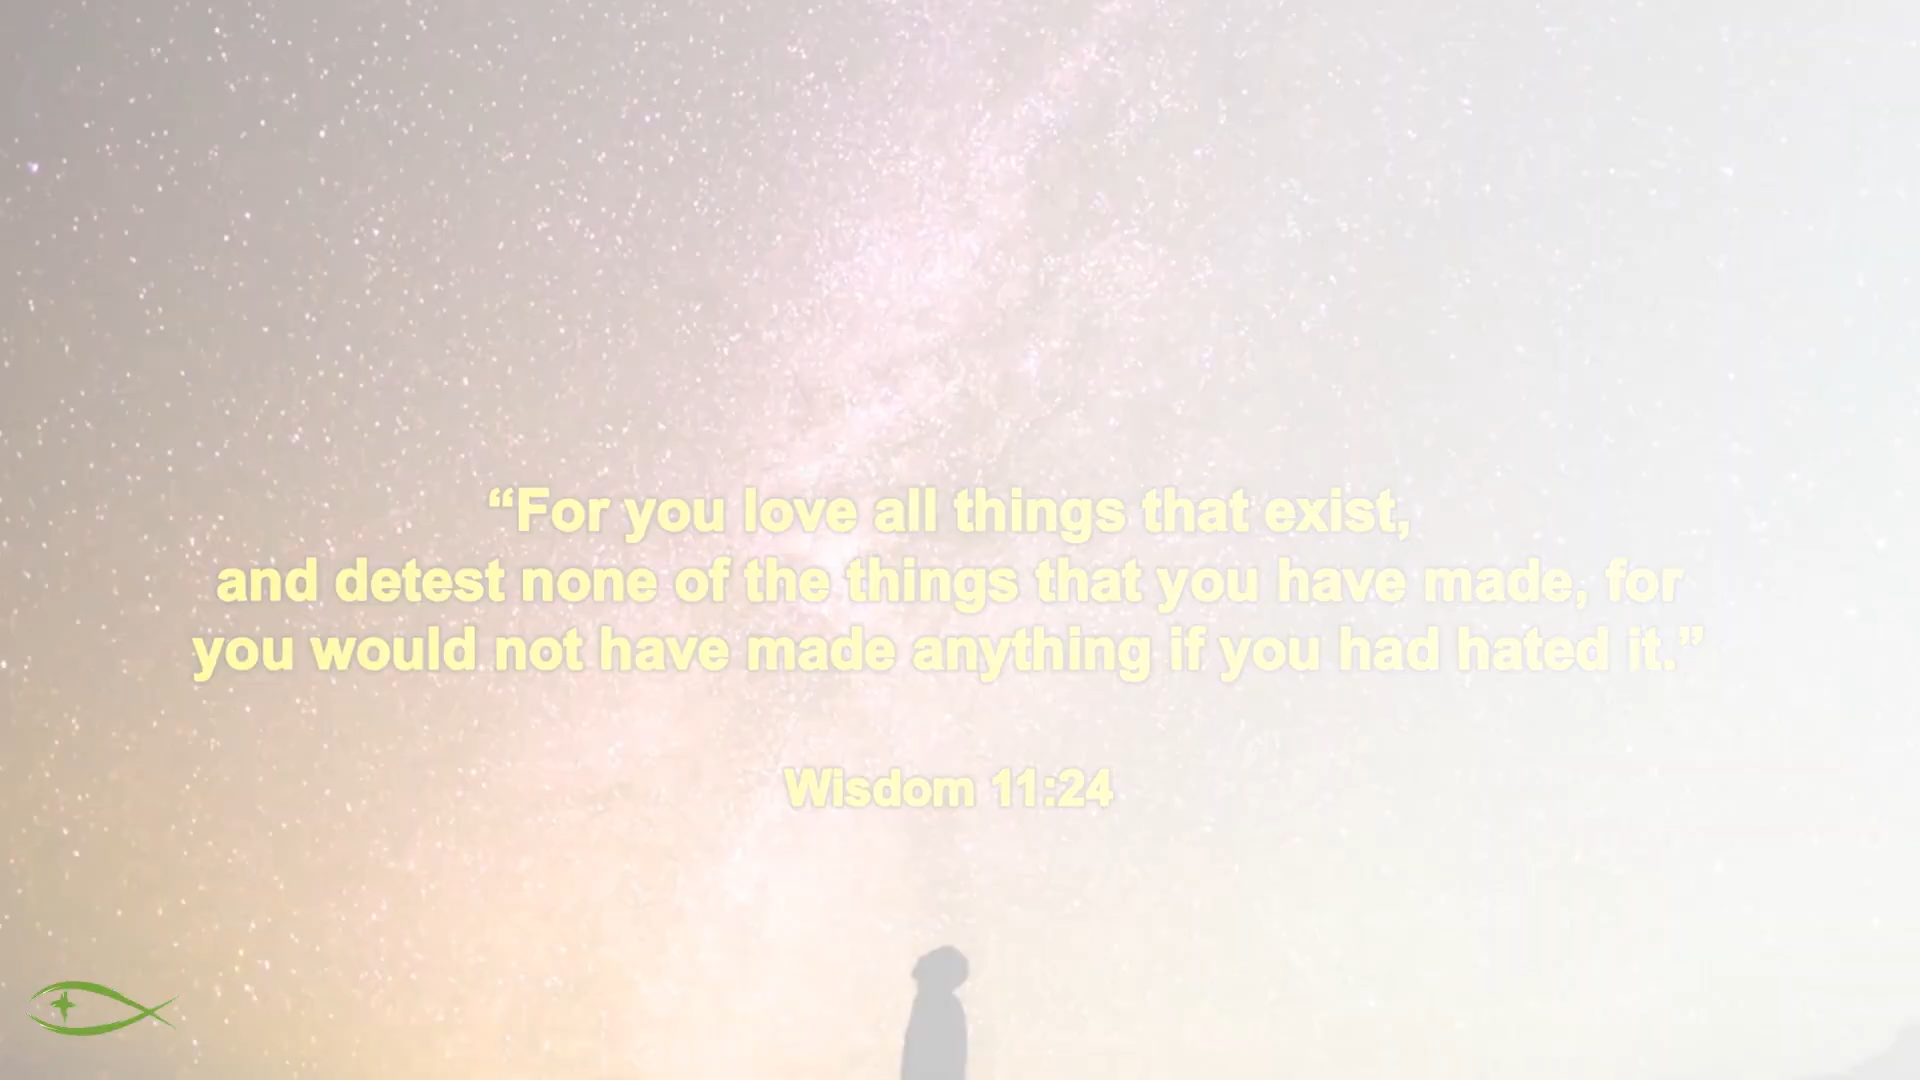 “For you love all things that exist,
and detest none of the things that you have made, for
you would not have made anything if you had hated it.”
Wisdom 11:24